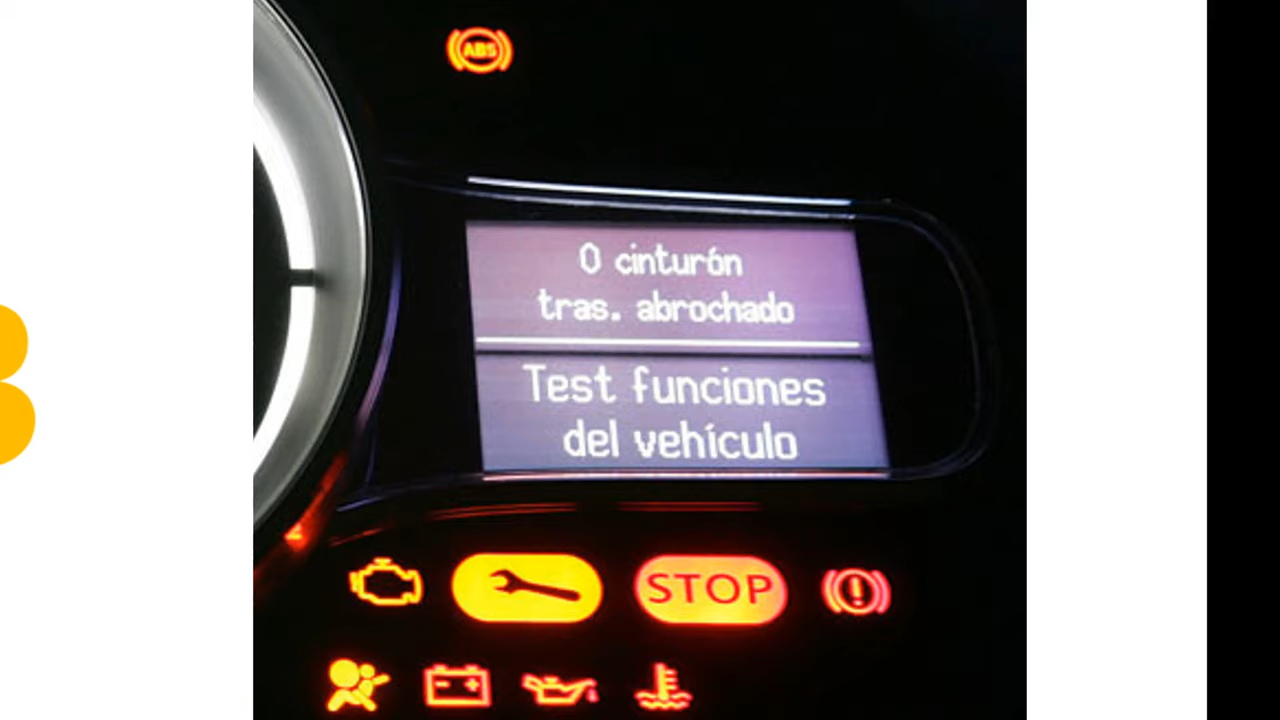 ABS
0 cinturón
tras. abrochado
Test funciones
del vehículo
STOP